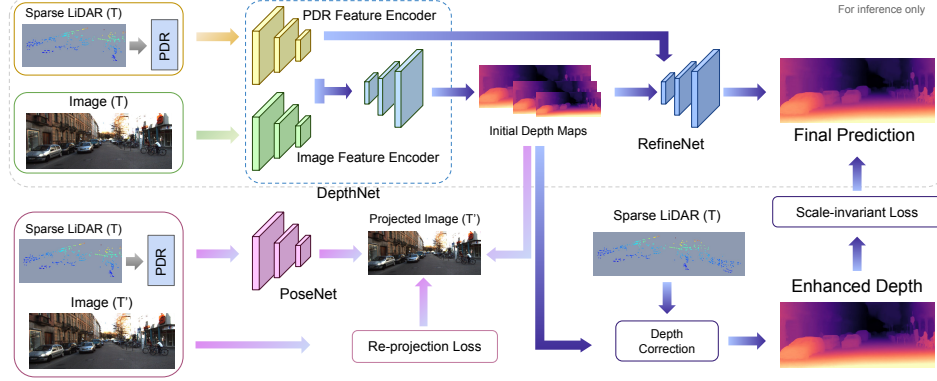 For inference only
Sparse LiDAR (T)
PDR
PDR Feature Encoder
Image (T)
Image Feature Encoder
DepthNet
Initial Depth Maps
RefineNet
Final Prediction
Sparse LiDAR (T)
PDR
Image (T')
PoseNet
Projected Image (T')
Re-projection Loss
Sparse LiDAR (T)
Depth
Correction
Scale-invariant Loss
Enhanced Depth